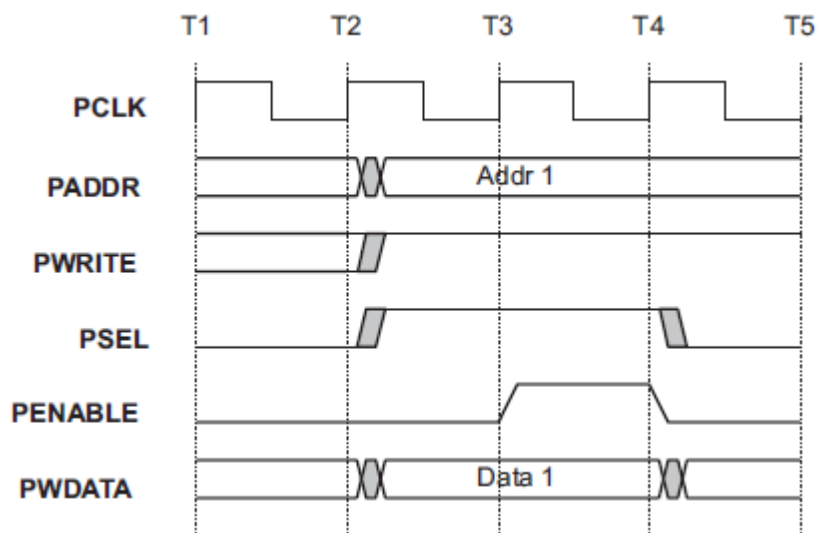 T1 T2 T3 T4 T5
PCLK
PADDR Addr 1
PWRITE
PSEL
PENABLE
PWDATA Data 1